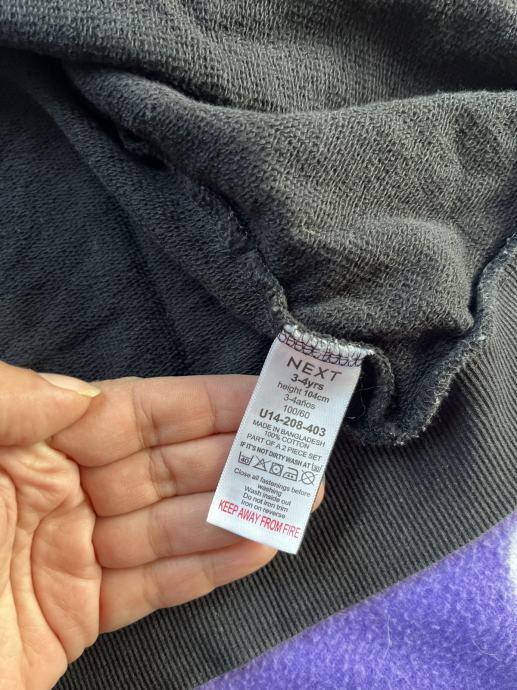 NEXT
3-4yrs
height 104cm
3-4años
100/60
U14-208-403
MADE IN BANGLADESH
100% COTTON
PART OF A 2 PIECE SET
IF IT'S NOT DIRTY WASH AT 30
40
Close all fastenings before
washing
Wash inside out
Do not iron trim
Iron on reverse
KEEP AWAY FROM FIRE